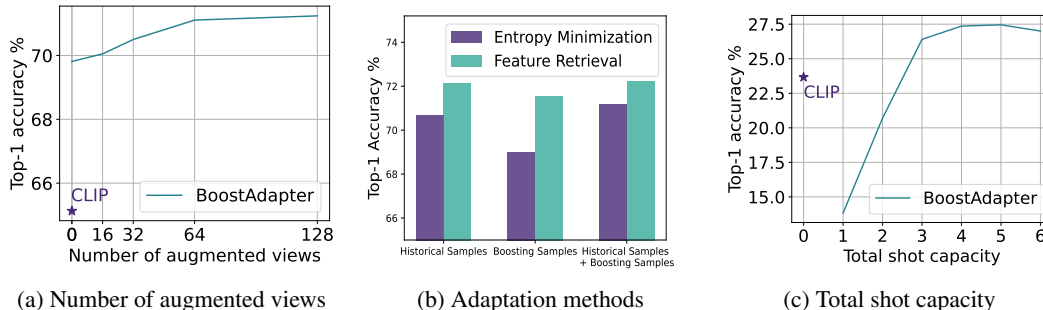 Top-1 accuracy %
70
68
66
CLIP
BoostAdapter
0 16 32 64 128
Number of augmented views
(a) Number of augmented views
Top-1 Accuracy %
74
72
70
68
66
Entropy Minimization
Feature Retrieval
Historical Samples
Boosting Samples
Historical Samples
+ Boosting Samples
(b) Adaptation methods
Top-1 accuracy %
27.5
25.0
22.5
20.0
17.5
15.0
CLIP
BoostAdapter
0 1 2 3 4 5 6
Total shot capacity
(c) Total shot capacity